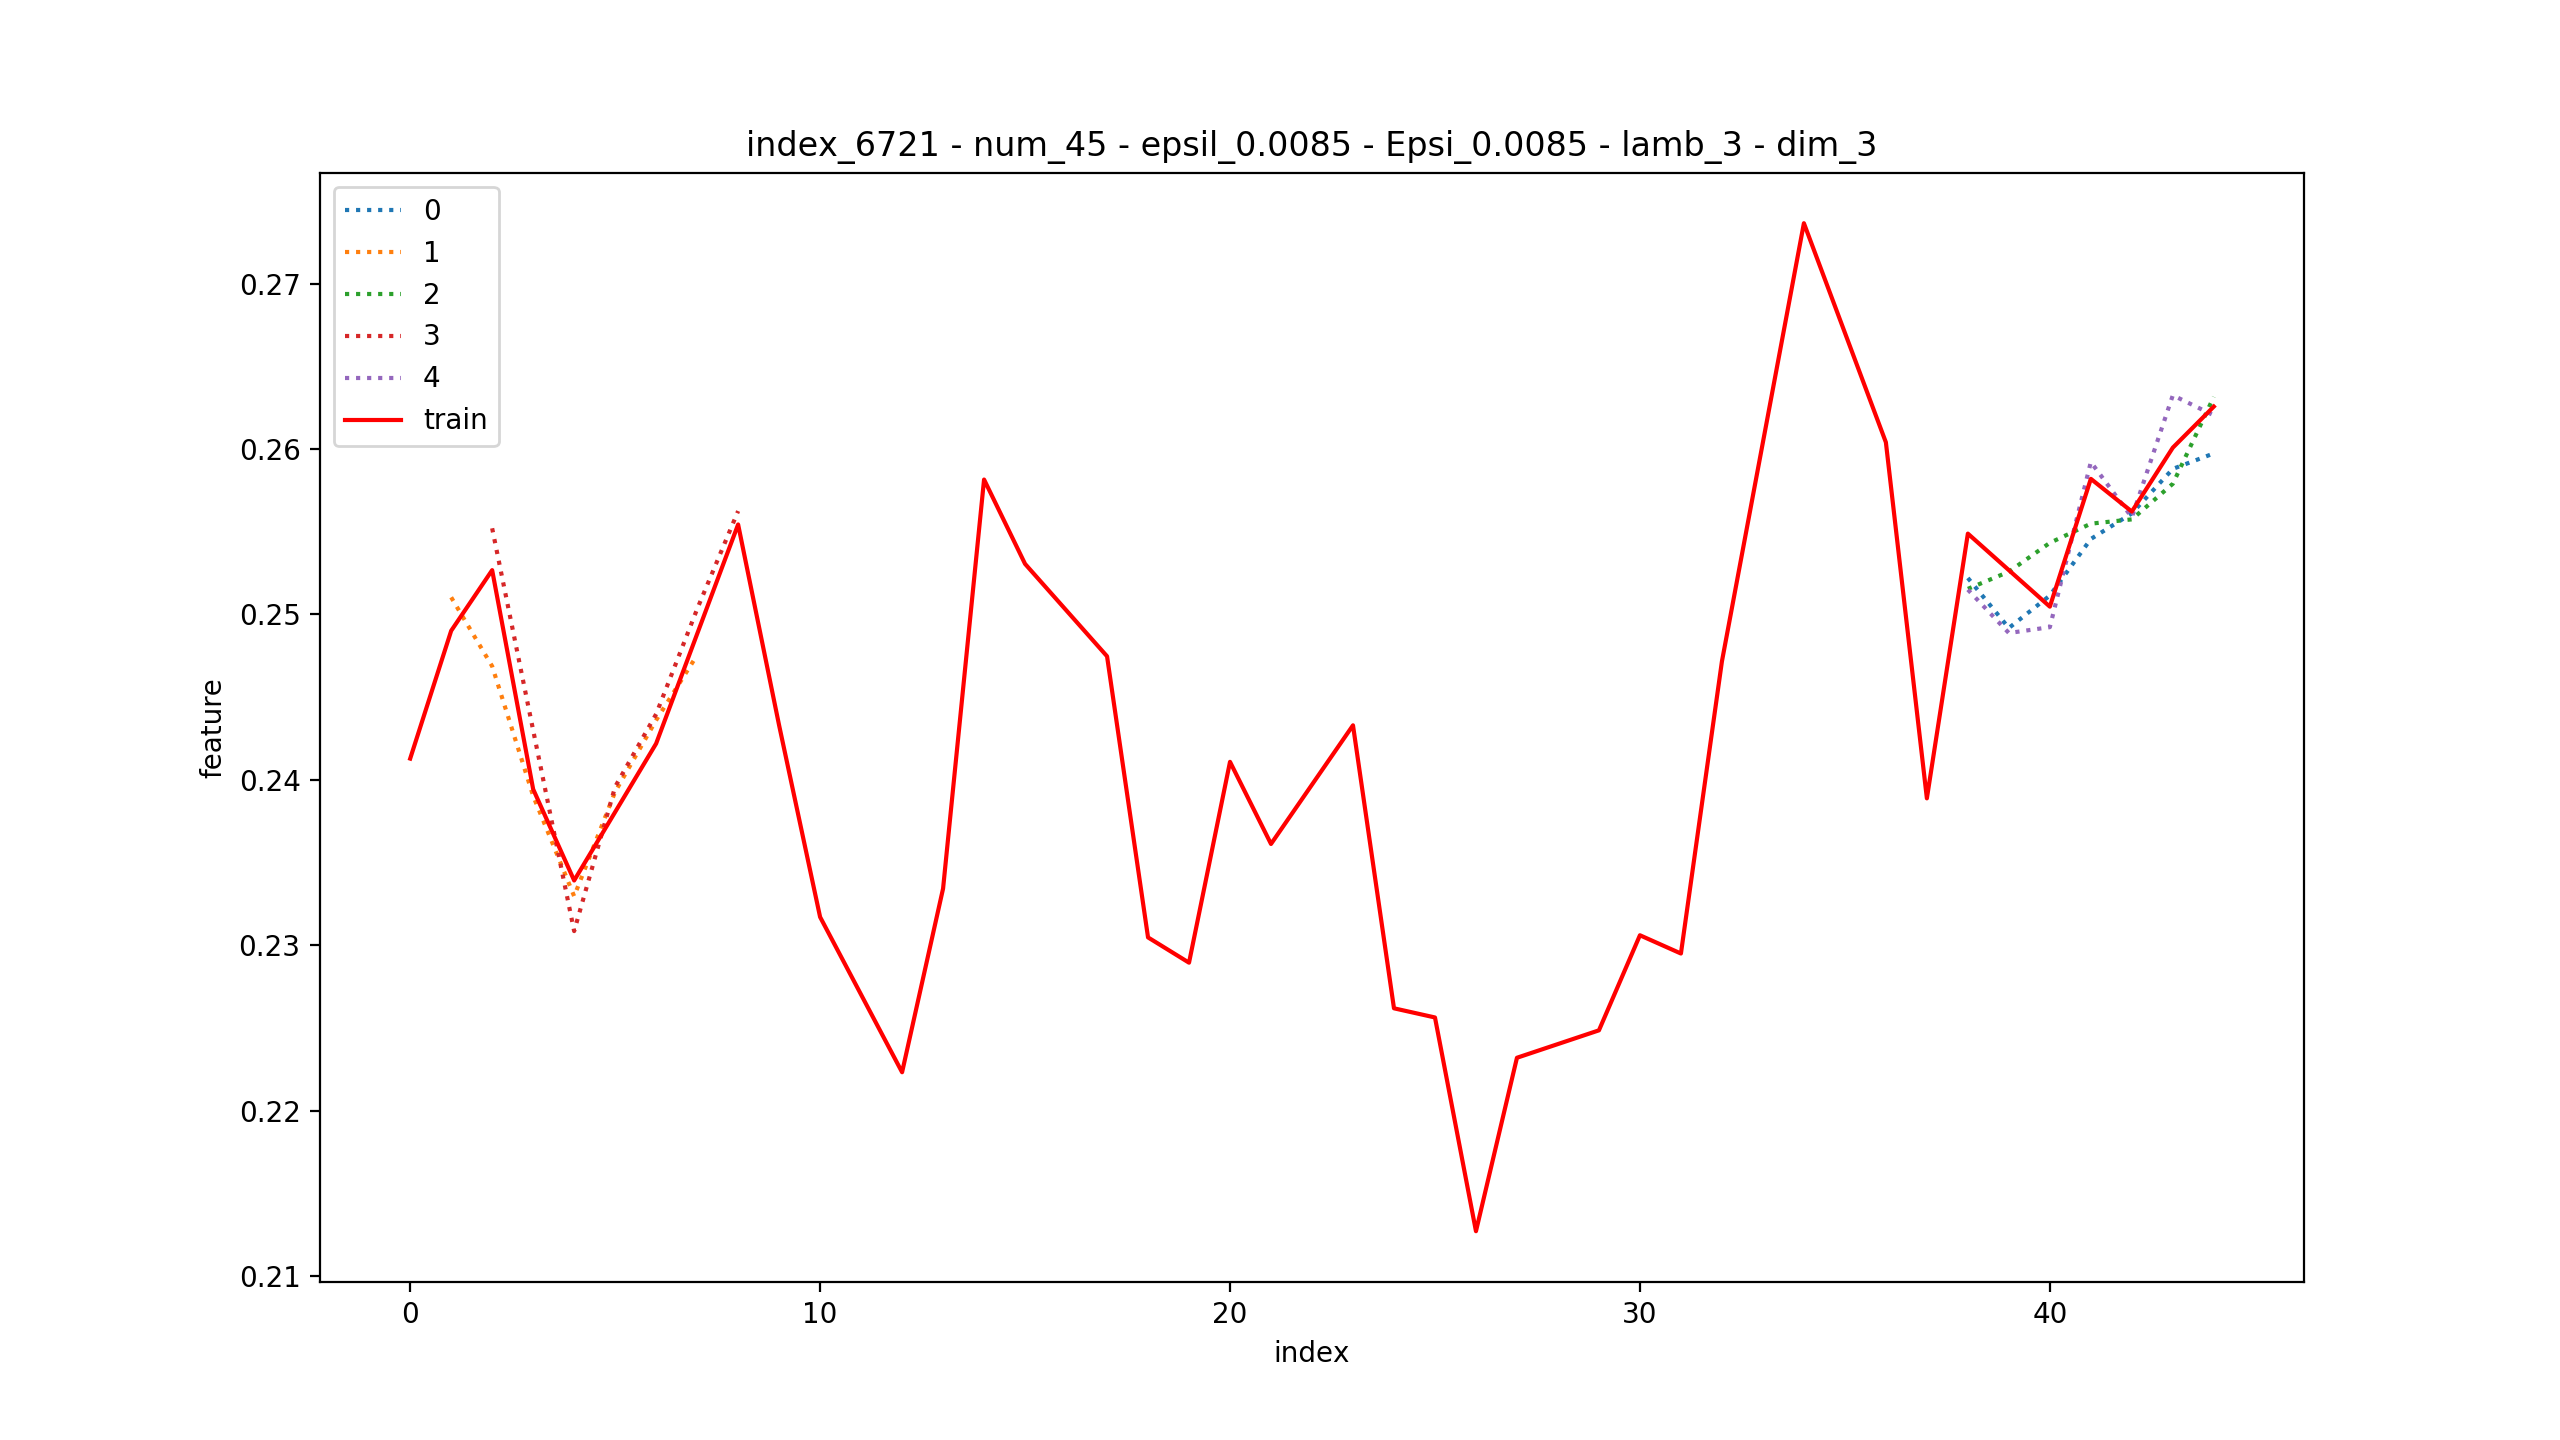 index_6721 - num_45 - epsil_0.0085 - Epsi_0.0085 - lamb_3 - dim_3
0
1
2
3
4
train
0.27
0.26
0.25
0.24
0.23
0.22
0.21
feature
0 10 20 30 40
index